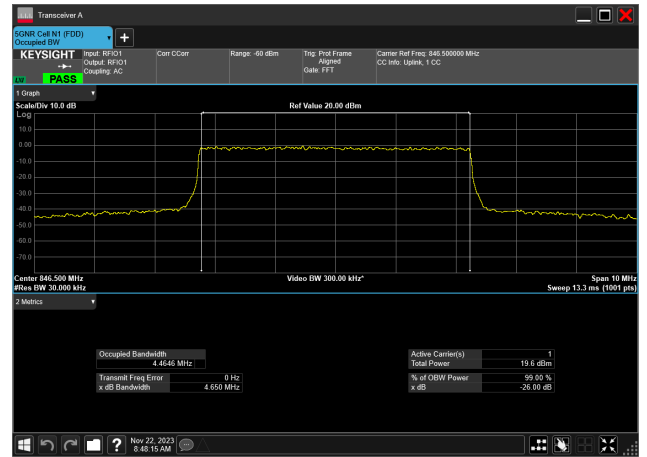 Transceiver A
5GNR Cell N1 (FDD)
Occupied BW
KEYSIGHT Input: RFIO1 Corr CCorr Range: -60 dBm Trig: Prot Frame Carrier Ref Freq: 846.500000 MHz
Output: RFIO1 Aligned CC Info: Uplink, 1 CC
Coupling: AC Gate: FFT
LXI PASS
1 Graph
Scale/Div 10.0 dB Ref Value 20.00 dBm
Log
10.0
0.00
-10.0
-20.0
-30.0
-40.0
-50.0
-60.0
-70.0
Center 846.500 MHz Video BW 300.00 kHz* Span 10 MHz
#Res BW 30.000 kHz Sweep 13.3 ms (1001 pts)
2 Metrics
Occupied Bandwidth Active Carrier(s) 1
4.4646 MHz Total Power 19.6 dBm
Transmit Freq Error 0 Hz % of OBW Power 99.00 %
x dB Bandwidth 4.650 MHz x dB -26.00 dB
Nov 22, 2023
8:48:15 AM